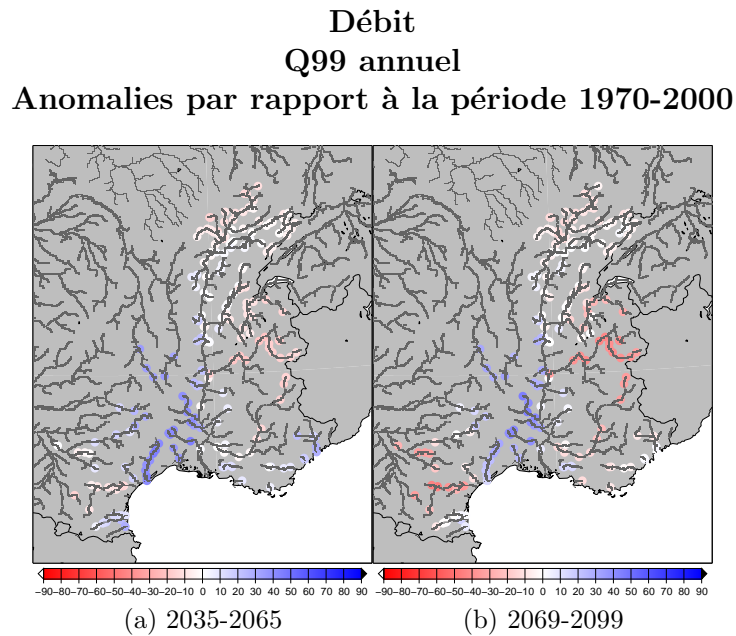 Débit
Q99 annuel
Anomalies par rapport à la période 1970-2000
−90−80−70−60−50−40−30−20−10 0 10 20 30 40 50 60 70 80 90
−90−80−70−60−50−40−30−20−10 0 10 20 30 40 50 60 70 80 90
(a) 2035-2065
(b) 2069-2099